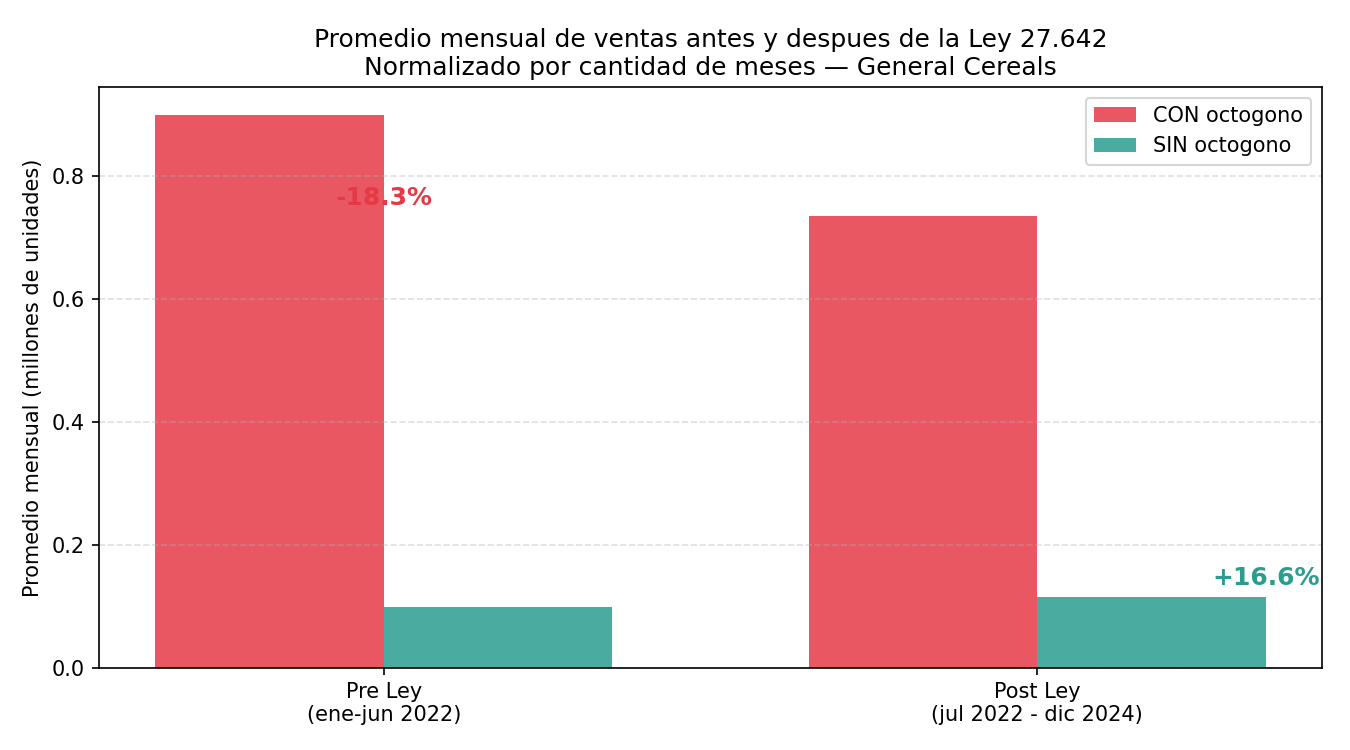 Promedio mensual de ventas antes y despues de la Ley 27.642
Normalizado por cantidad de meses — General Cereals
CON octogono
SIN octogono
Promedio mensual (millones de unidades)
0.8
0.6
0.4
0.2
0.0
-18.3%
+16.6%
Pre Ley
(ene-jun 2022)
Post Ley
(jul 2022 - dic 2024)